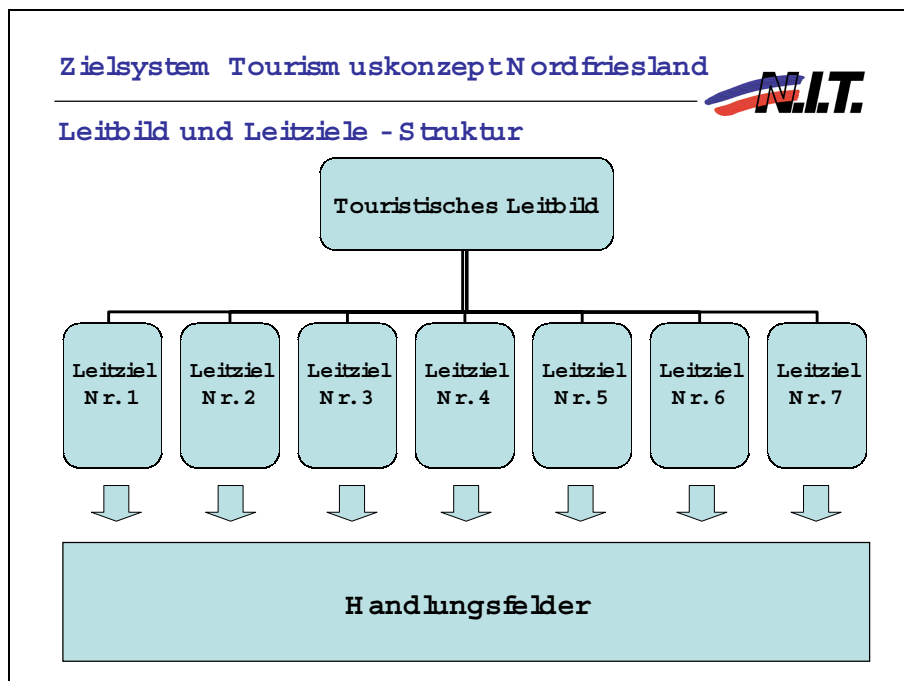 Zielsystem Tourismuskonzept Nordfriesland
N.I.T.
Leitbild und Leitziele - Struktur
Touristisches Leitbild
Leitziel Nr. 1
Leitziel Nr. 2
Leitziel Nr. 3
Leitziel Nr. 4
Leitziel Nr. 5
Leitziel Nr. 6
Leitziel Nr. 7
Handlungsfelder